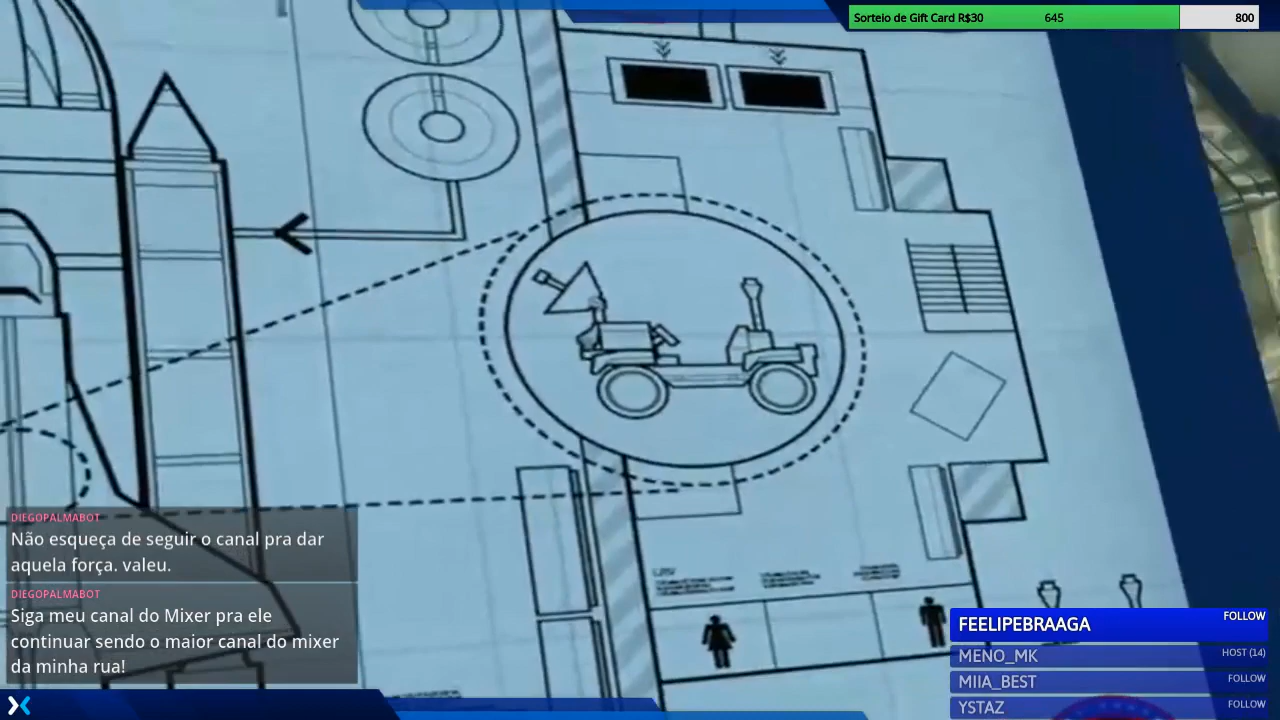 Sorteio de Gift Card R$30 645 800
DIEGOPALMABOT
Não esqueça de seguir o canal pra dar
aquela força. valeu.
DIEGOPALMABOT
Siga meu canal do Mixer pra ele
continuar sendo o maior canal do mixer
da minha rua!
FEELIPEBRAAGA FOLLOW
MENO_MK HOST (14)
MIIA_BEST FOLLOW
YSTAZ FOLLOW